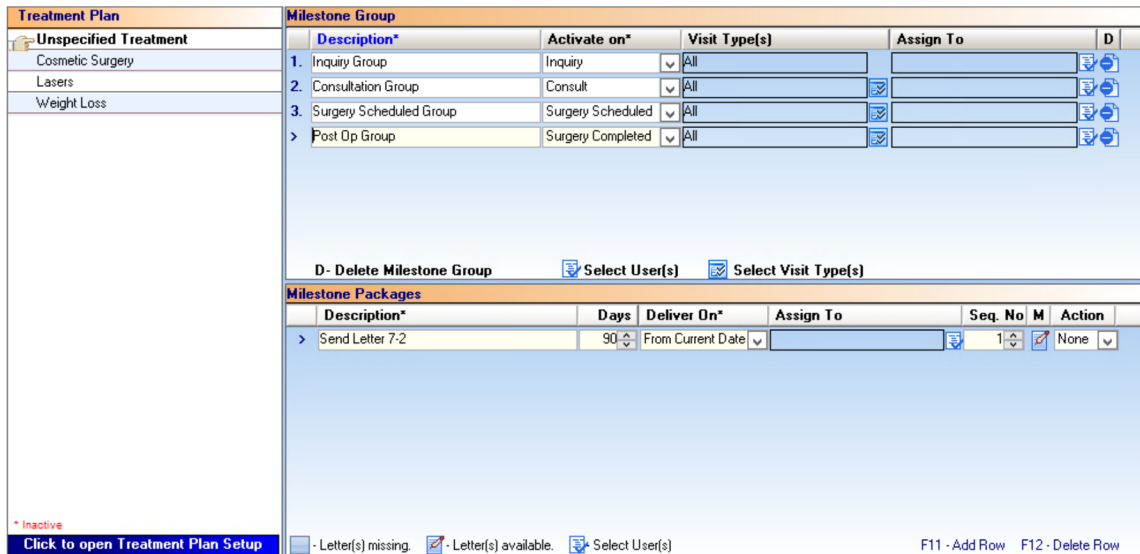 Treatment Plan
Unspecified Treatment
Cosmetic Surgery
Lasers
Weight Loss
* Inactive
Click to open Treatment Plan Setup
Milestone Group
Description* Activate on* Visit Type(s) Assign To D
1. Inquiry Group Inquiry All
2. Consultation Group Consult All
3. Surgery Scheduled Group Surgery Scheduled All
> Post Op Group Surgery Completed All
D- Delete Milestone Group Select User(s) Select Visit Type(s)
Milestone Packages
Description* Days Deliver On* Assign To Seq. No M Action
> Send Letter 7-2 90 From Current Date 1 None
- Letter(s) missing. - Letter(s) available. Select User(s) F11 - Add Row F12 - Delete Row